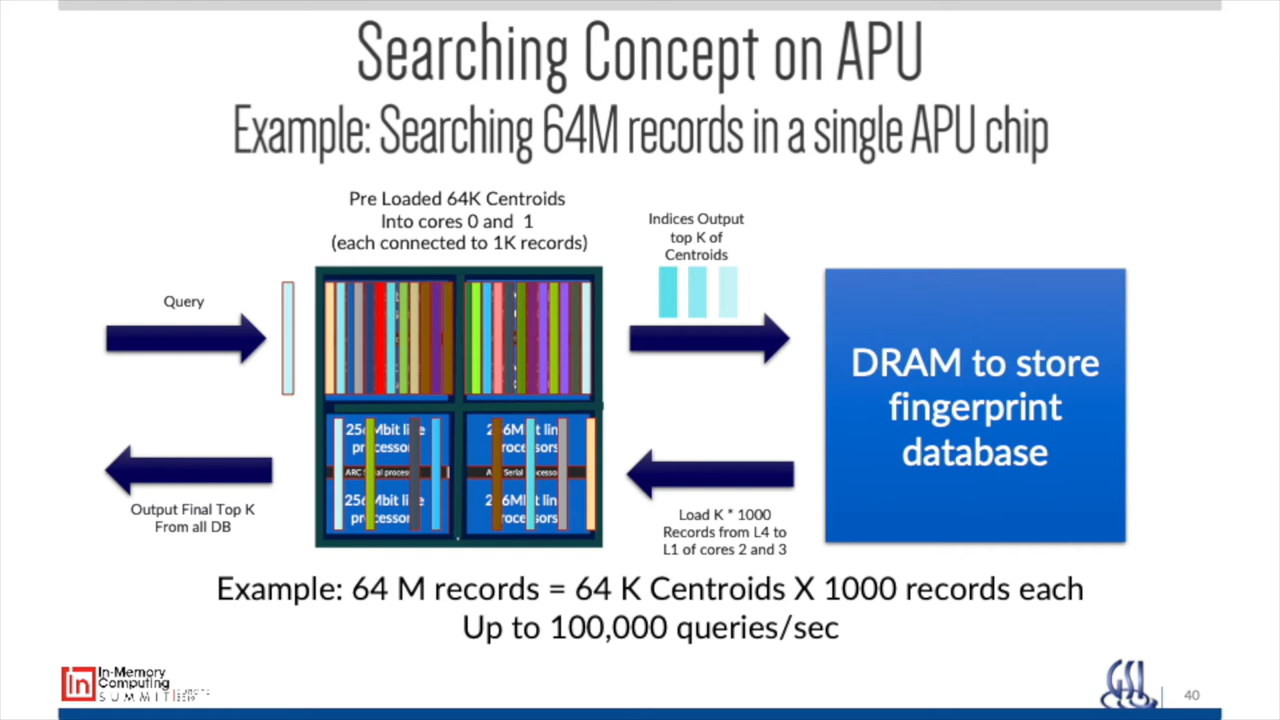 Searching Concept on APU
Example: Searching 64M records in a single APU chip
Pre Loaded 64K Centroids
Into cores 0 and 1
(each connected to 1K records)
Indices Output
top K of
Centroids
Query
DRAM to store
fingerprint
database
Output Final Top K
From all DB
Load K * 1000
Records from L4 to
L1 of cores 2 and 3
Example: 64 M records = 64 K Centroids X 1000 records each
Up to 100,000 queries/sec
In-Memory
Computing
SUMMIT
GSI
40